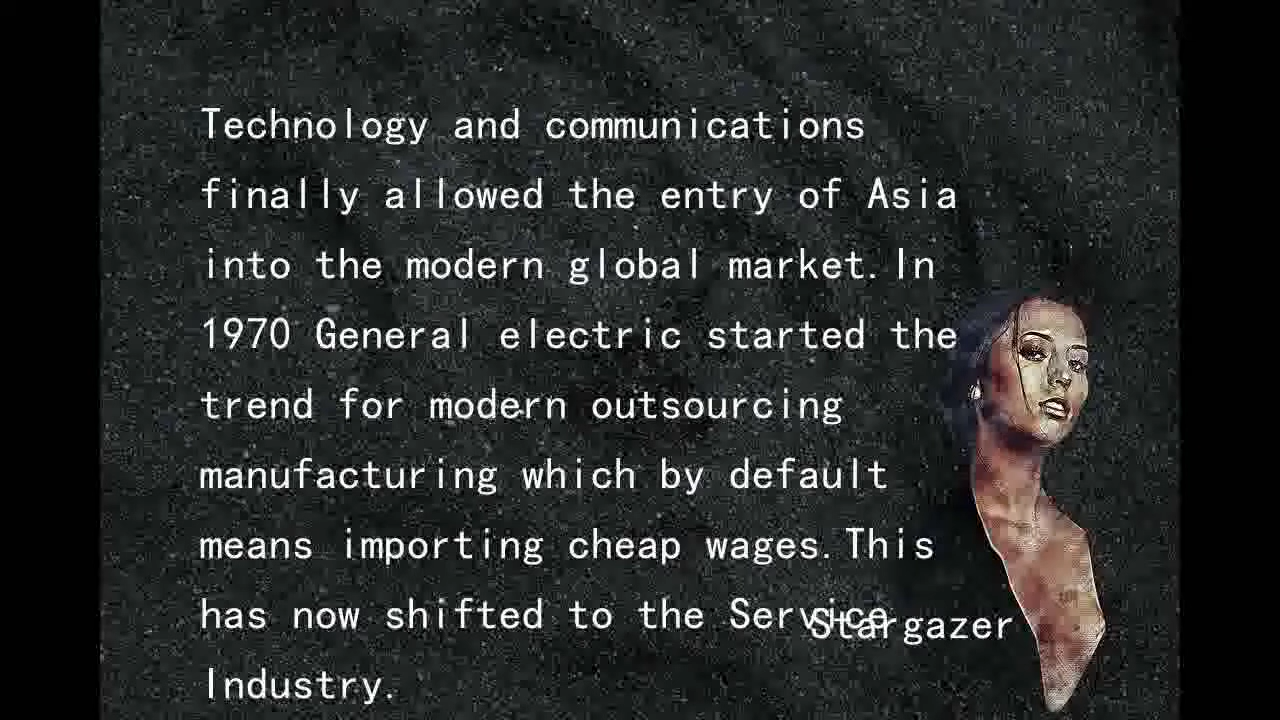 Technology and communications
finally allowed the entry of Asia
into the modern global market. In
1970 General electric started the
trend for modern outsourcing
manufacturing which by default
means importing cheap wages. This
has now shifted to the Service
Stargazer
Industry.